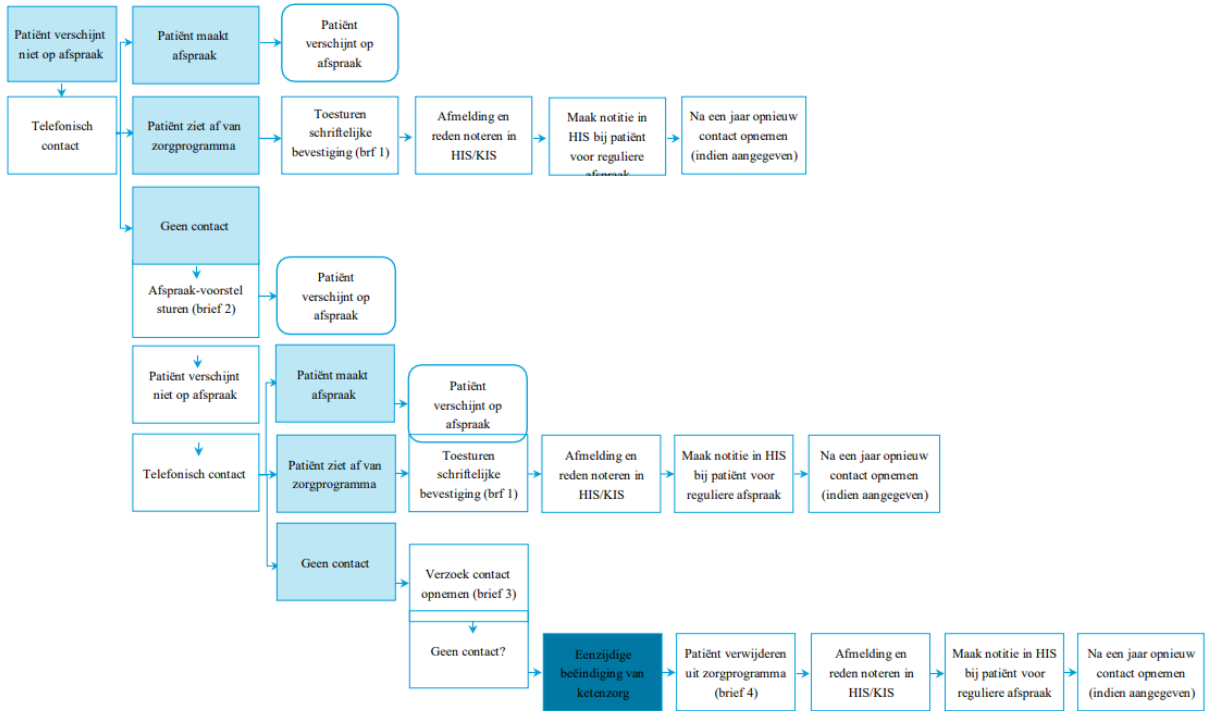 Patiënt verschijnt
niet op afspraak
Patiënt maakt
afspraak
Patiënt
verschijnt op
afspraak
Telefonisch
contact
Patiënt ziet af van
zorgprogramma
Toesturen
schriftelijke
bevestiging (brf 1)
Afmelding en
reden noteren in
HIS/KIS
Maak notitie in
HIS bij patiënt
voor reguliere
afspraak
Na een jaar opnieuw
contact opnemen
(indien aangegeven)
Geen contact
Afspraak-voorstel
sturen (brief 2)
Patiënt
verschijnt op
afspraak
Patiënt verschijnt
niet op afspraak
Patiënt maakt
afspraak
Patiënt
verschijnt op
afspraak
Telefonisch contact
Patiënt ziet af van
zorgprogramma
Toesturen
schriftelijke
bevestiging (brf 1)
Afmelding en
reden noteren in
HIS/KIS
Maak notitie in HIS
bij patiënt voor
reguliere afspraak
Na een jaar opnieuw
contact opnemen
(indien aangegeven)
Geen contact
Verzoek contact
opnemen (brief 3)
Geen contact?
Eenzijdige
beëindiging van
ketenzorg
Patiënt verwijderen
uit zorgprogramma
(brief 4)
Afmelding en
reden noteren in
HIS/KIS
Maak notitie in HIS
bij patiënt voor
reguliere afspraak
Na een jaar opnieuw
contact opnemen
(indien aangegeven)